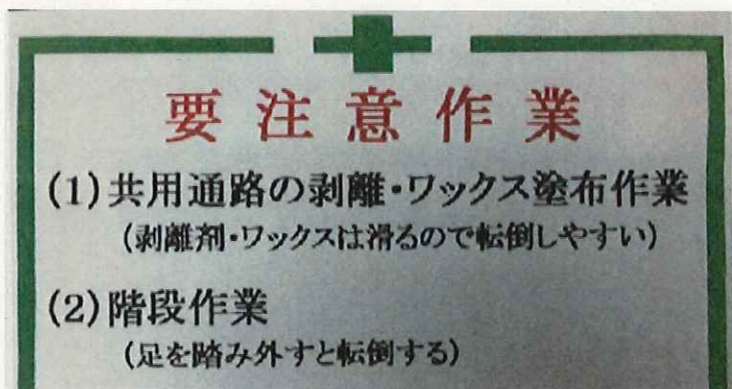 要注意作業
(1)共用通路の剥離・ワックス塗布作業
(剥離剤・ワックスは滑るので転倒しやすい)
(2)階段作業
(足を踏み外すと転倒する)